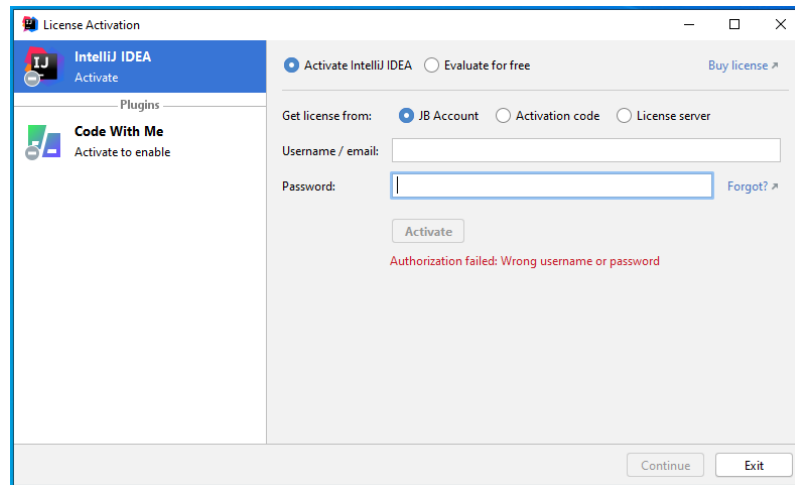 License Activation
IntelliJ IDEA
Activate
Plugins
Code With Me
Activate to enable
Activate IntelliJ IDEA Evaluate for free Buy license ↗
Get license from: JB Account Activation code License server
Username / email:
Password: Forgot? ↗
Activate
Authorization failed: Wrong username or password
Continue Exit